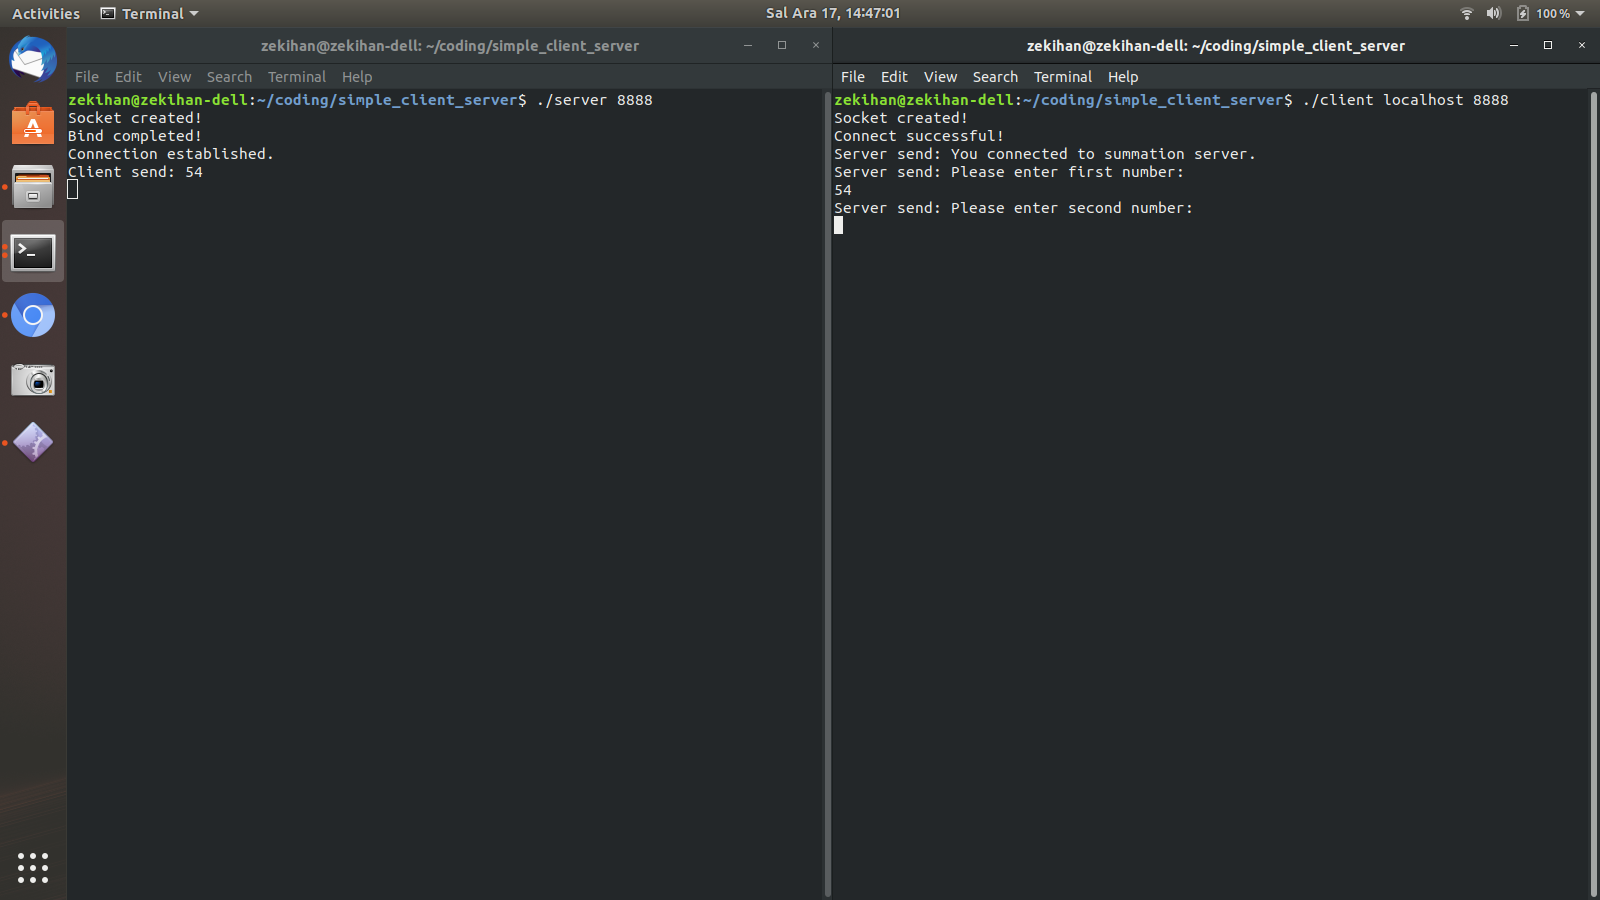 Activities Terminal Sal Ara 17, 14:47:01 100 %
zekihan@zekihan-dell: ~/coding/simple_client_server
File Edit View Search Terminal Help
zekihan@zekihan-dell:~/coding/simple_client_server$ ./server 8888
Socket created!
Bind completed!
Connection established.
Client send: 54
zekihan@zekihan-dell: ~/coding/simple_client_server
File Edit View Search Terminal Help
zekihan@zekihan-dell:~/coding/simple_client_server$ ./client localhost 8888
Socket created!
Connect successful!
Server send: You connected to summation server.
Server send: Please enter first number:
54
Server send: Please enter second number: